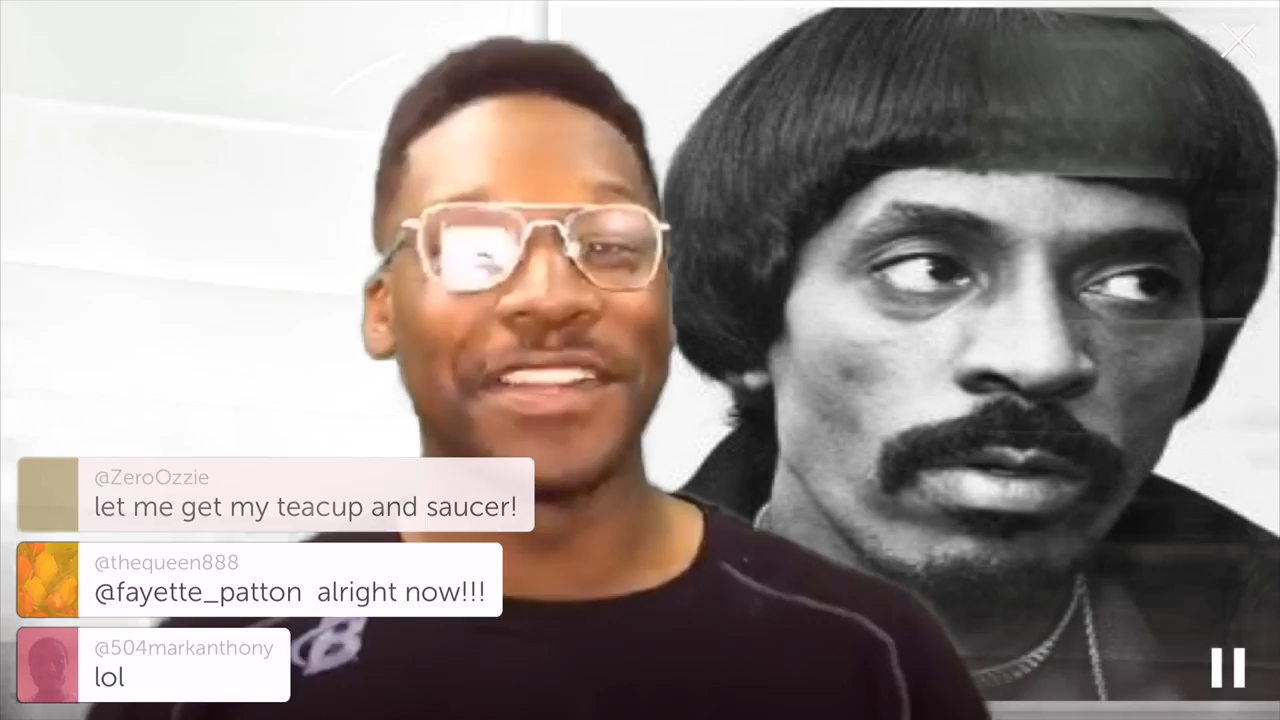 @ZeroOzzie
let me get my teacup and saucer!
@thequeen888
@fayette_patton alright now!!!
@504markanthony
lol